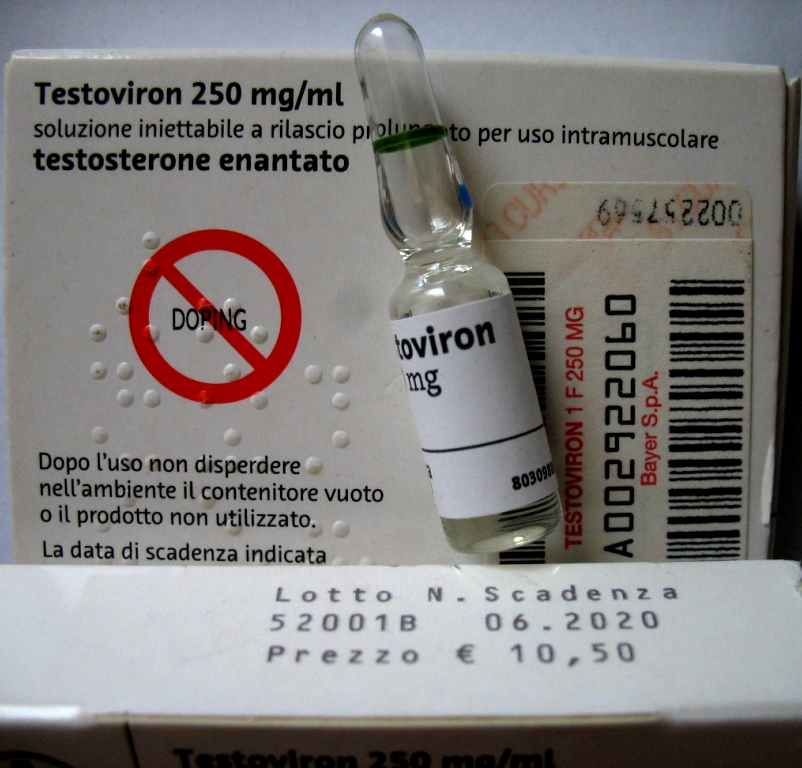 Testoviron 250 mg/ml
soluzione iniettabile a rilascio prolungato per uso intramuscolare
testosterone enantato
DOPING
Dopo l'uso non disperdere
nell'ambiente il contenitore vuoto
o il prodotto non utilizzato.
La data di scadenza indicata
toviron
mg
002257569
TESTOVIRON 1 F 250 MG
A002922060
Bayer S.p.A.
Lotto N. Scadenza
52001B 06.2020
Prezzo € 10,50
Testoviron 250 mg/ml